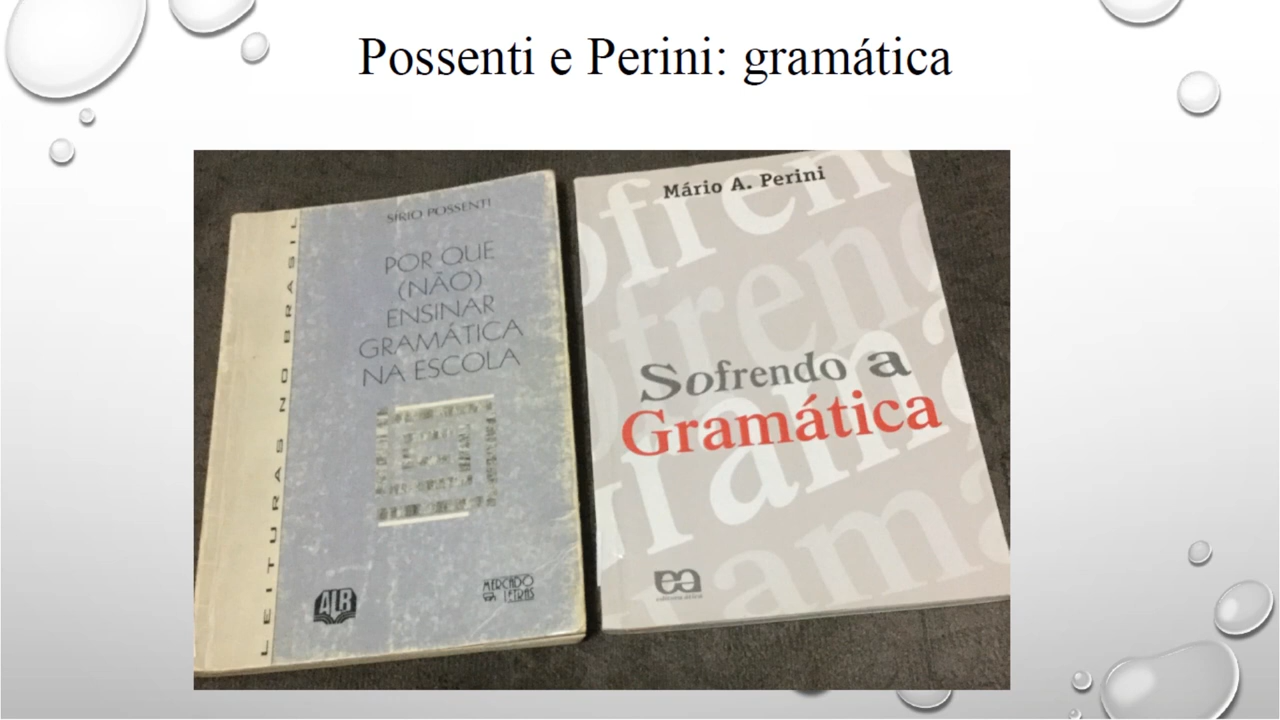 Possenti e Perini: gramática
LEITURAS NO BRASIL
SÍRIO POSSENTI
POR QUE
(NÃO)
ENSINAR
GRAMÁTICA
NA ESCOLA
ALB
MERCADO
LETRAS
Mário A. Perini
Sofrendo a
Gramática
ea
editora ática